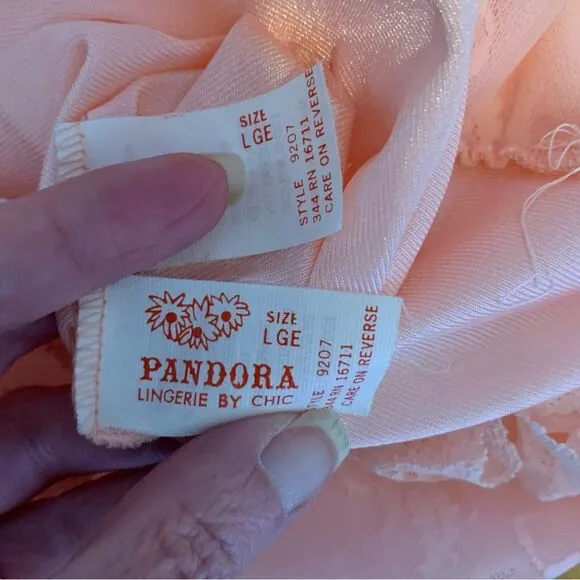 SIZE
LGE
STYLE 9207
344 RN 16711
CARE ON REVERSE
SIZE
LGE
PANDORA
LINGERIE BY CHIC
STYLE 9207
344 RN 16711
CARE ON REVERSE